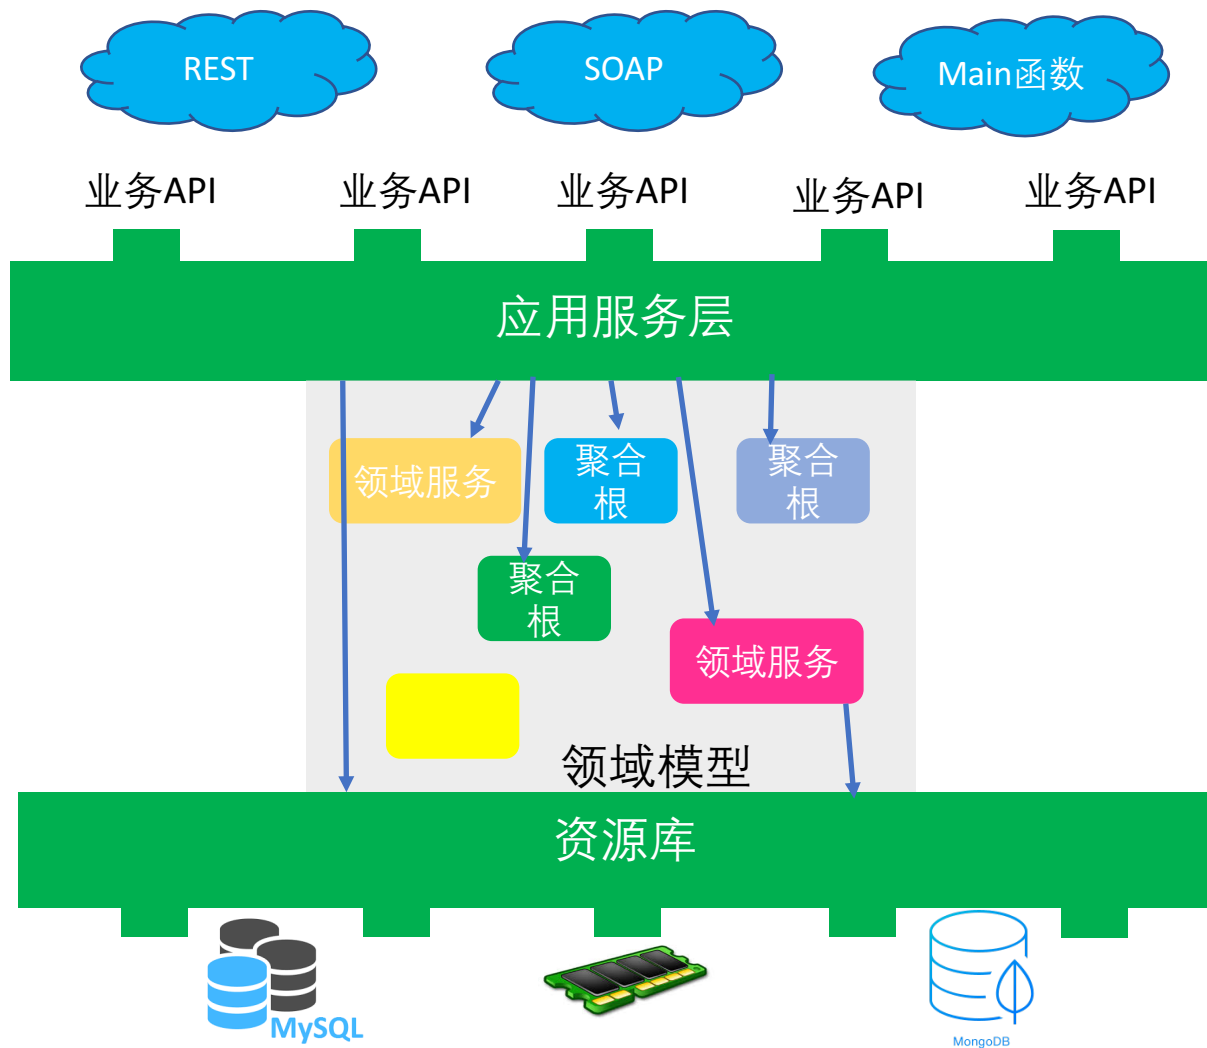 REST
SOAP
Main函数
业务API
业务API
业务API
业务API
业务API
应用服务层
领域服务
聚合
根
聚合
根
聚合
根
领域服务
领域模型
资源库
MySQL
MongoDB